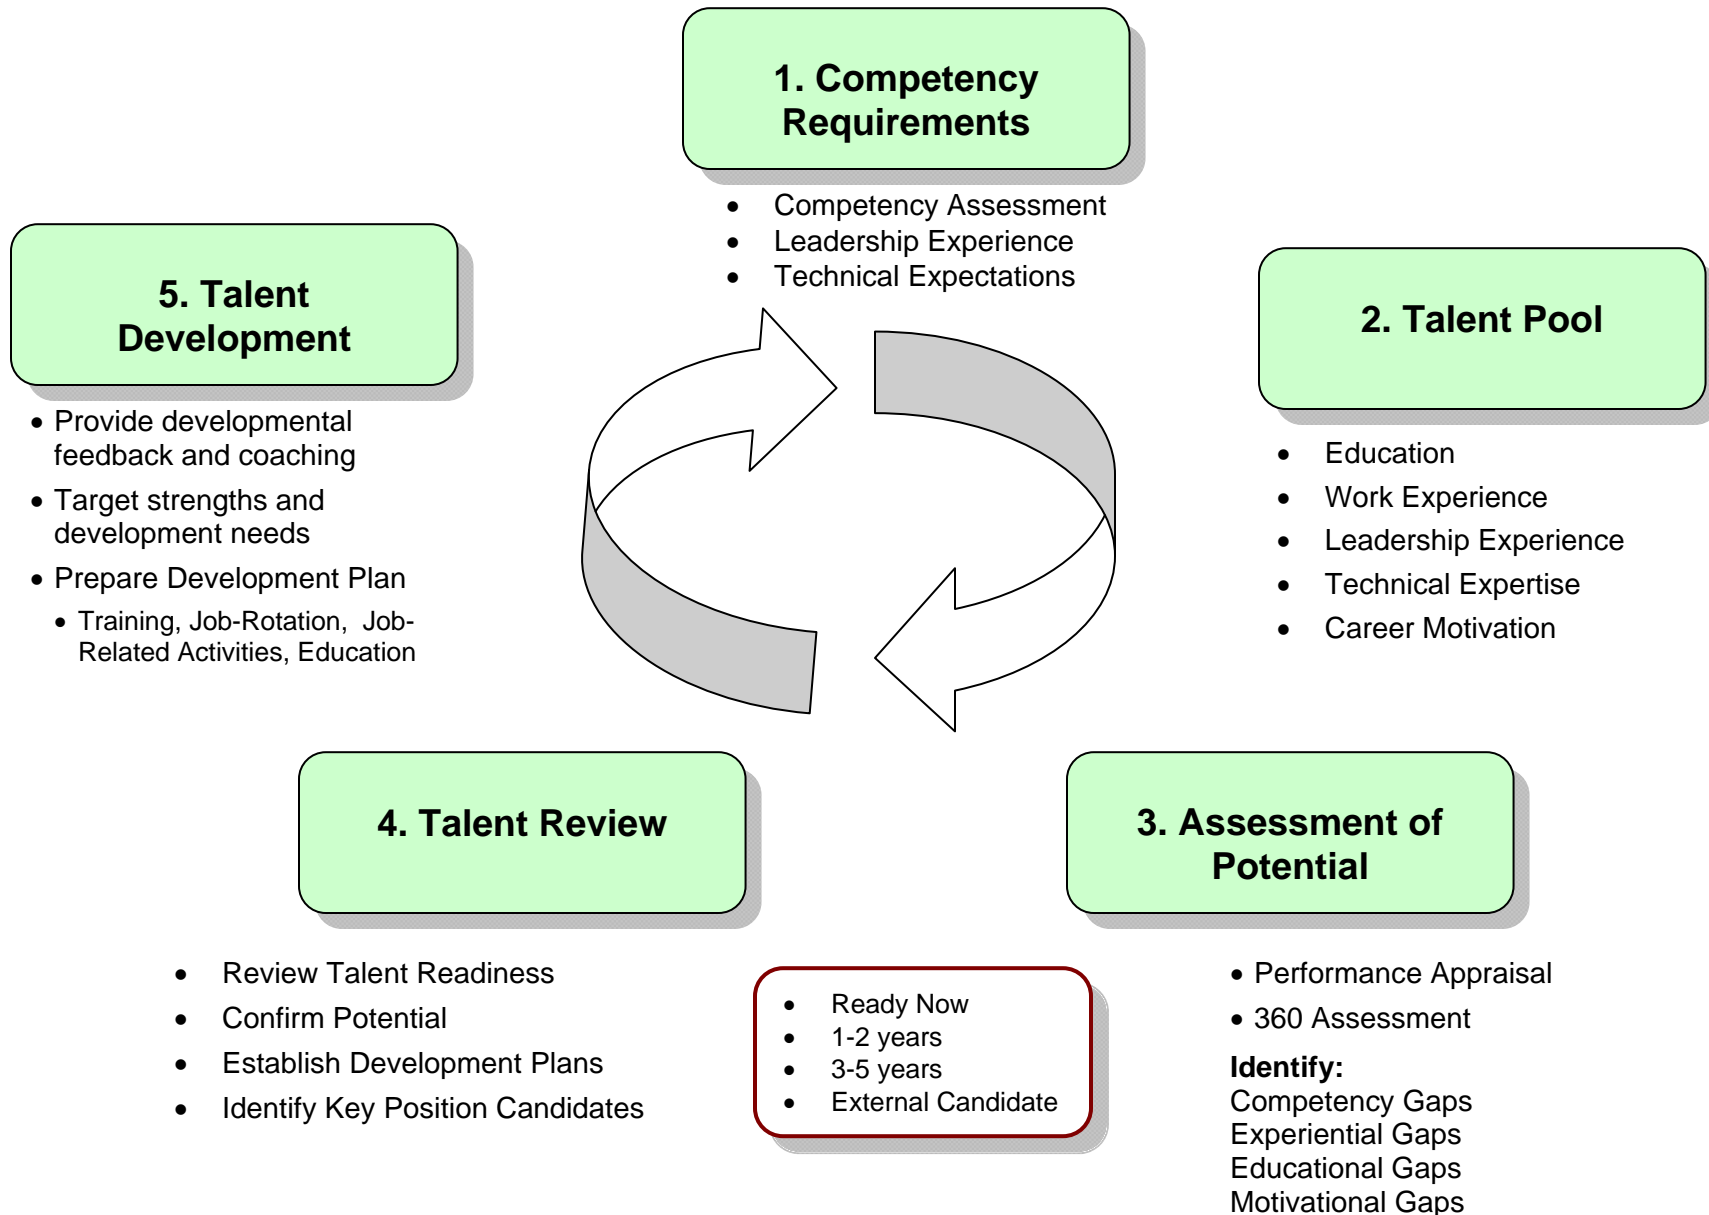 1. Competency
Requirements
• Competency Assessment
• Leadership Experience
• Technical Expectations
2. Talent Pool
• Education
• Work Experience
• Leadership Experience
• Technical Expertise
• Career Motivation
3. Assessment of
Potential
• Performance Appraisal
• 360 Assessment
Identify:
Competency Gaps
Experiential Gaps
Educational Gaps
Motivational Gaps
4. Talent Review
• Review Talent Readiness
• Confirm Potential
• Establish Development Plans
• Identify Key Position Candidates
• Ready Now
• 1-2 years
• 3-5 years
• External Candidate
5. Talent
Development
• Provide developmental
feedback and coaching
• Target strengths and
development needs
• Prepare Development Plan
• Training, Job-Rotation, Job-
Related Activities, Education